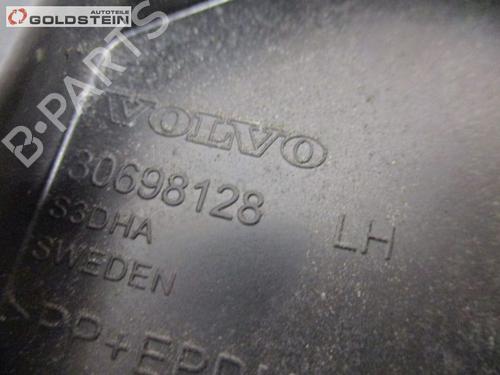 AUTOTEILE
GOLDSTEIN
B-PARTS
VOLVO
30698128 LH
S3DHA
SWEDEN